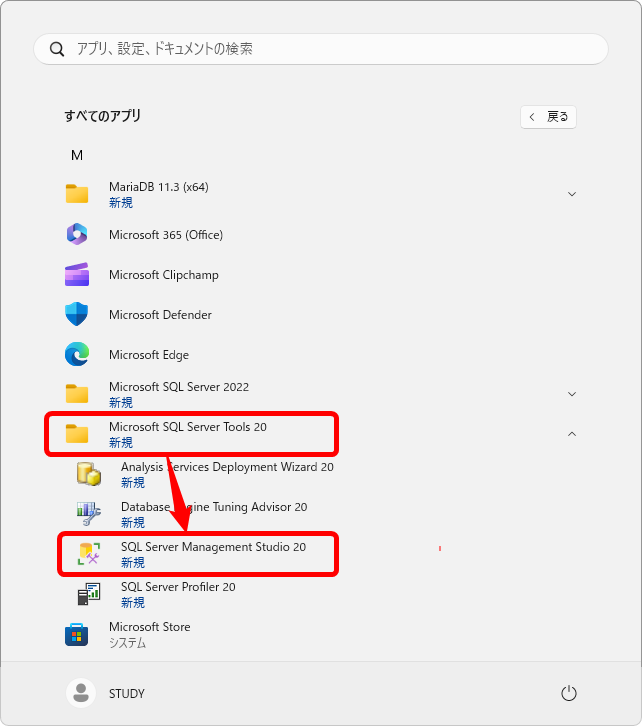 アプリ、設定、ドキュメントの検索
すべてのアプリ
戻る
M
MariaDB 11.3 (x64)
新規
Microsoft 365 (Office)
Microsoft Clipchamp
Microsoft Defender
Microsoft Edge
Microsoft SQL Server 2022
新規
Microsoft SQL Server Tools 20
新規
Analysis Services Deployment Wizard 20
新規
Database Engine Tuning Advisor 20
新規
SQL Server Management Studio 20
新規
SQL Server Profiler 20
新規
Microsoft Store
システム
STUDY